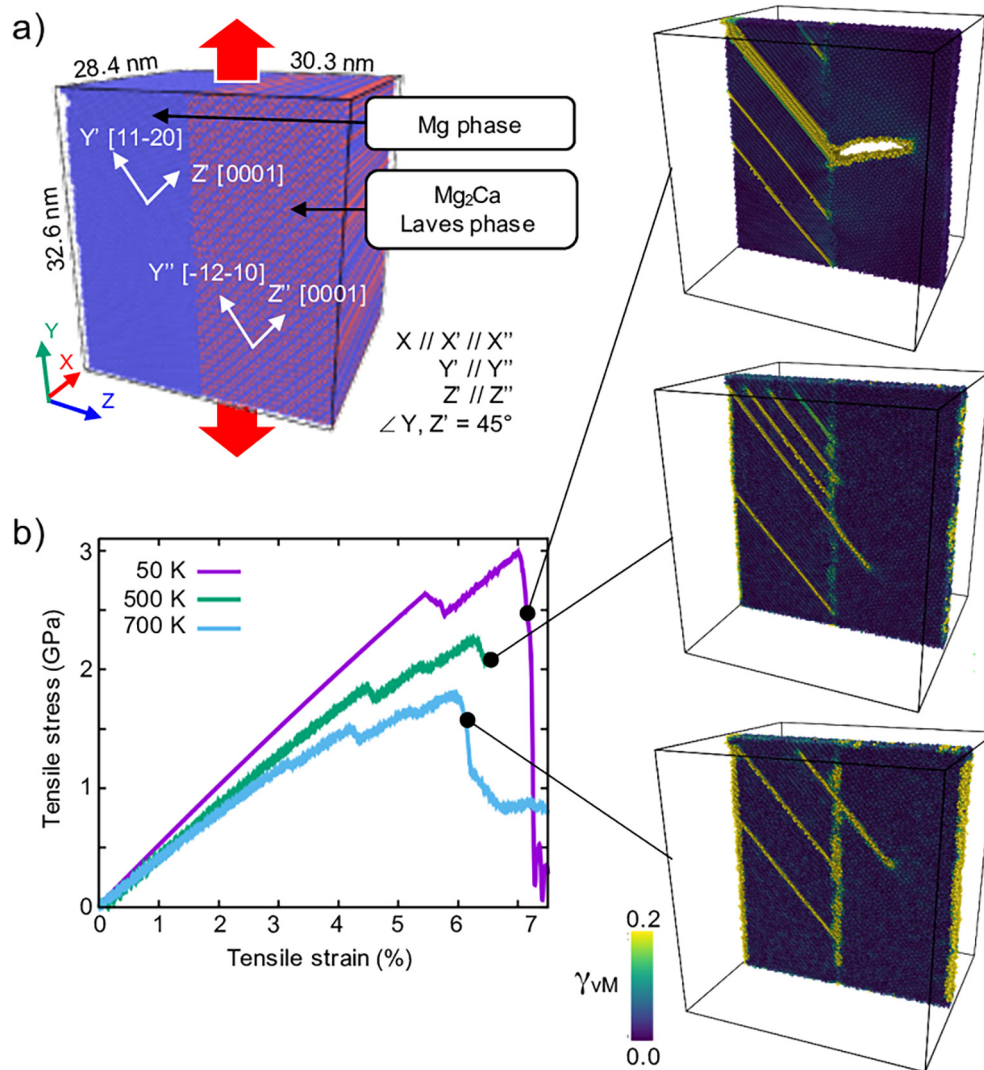 a)
28.4 nm
30.3 nm
32.6 nm
Mg phase
Y' [11-20]
Z' [0001]
Mg₂Ca
Laves phase
Y'' [-12-10]
Z'' [0001]
X // X' // X''
Y' // Y''
Z' // Z''
∠ Y, Z' = 45°
Y
X
Z
b)
50 K
500 K
700 K
3
2
1
0
Tensile stress (GPa)
0 1 2 3 4 5 6 7
Tensile strain (%)
0.2
γvM
0.0